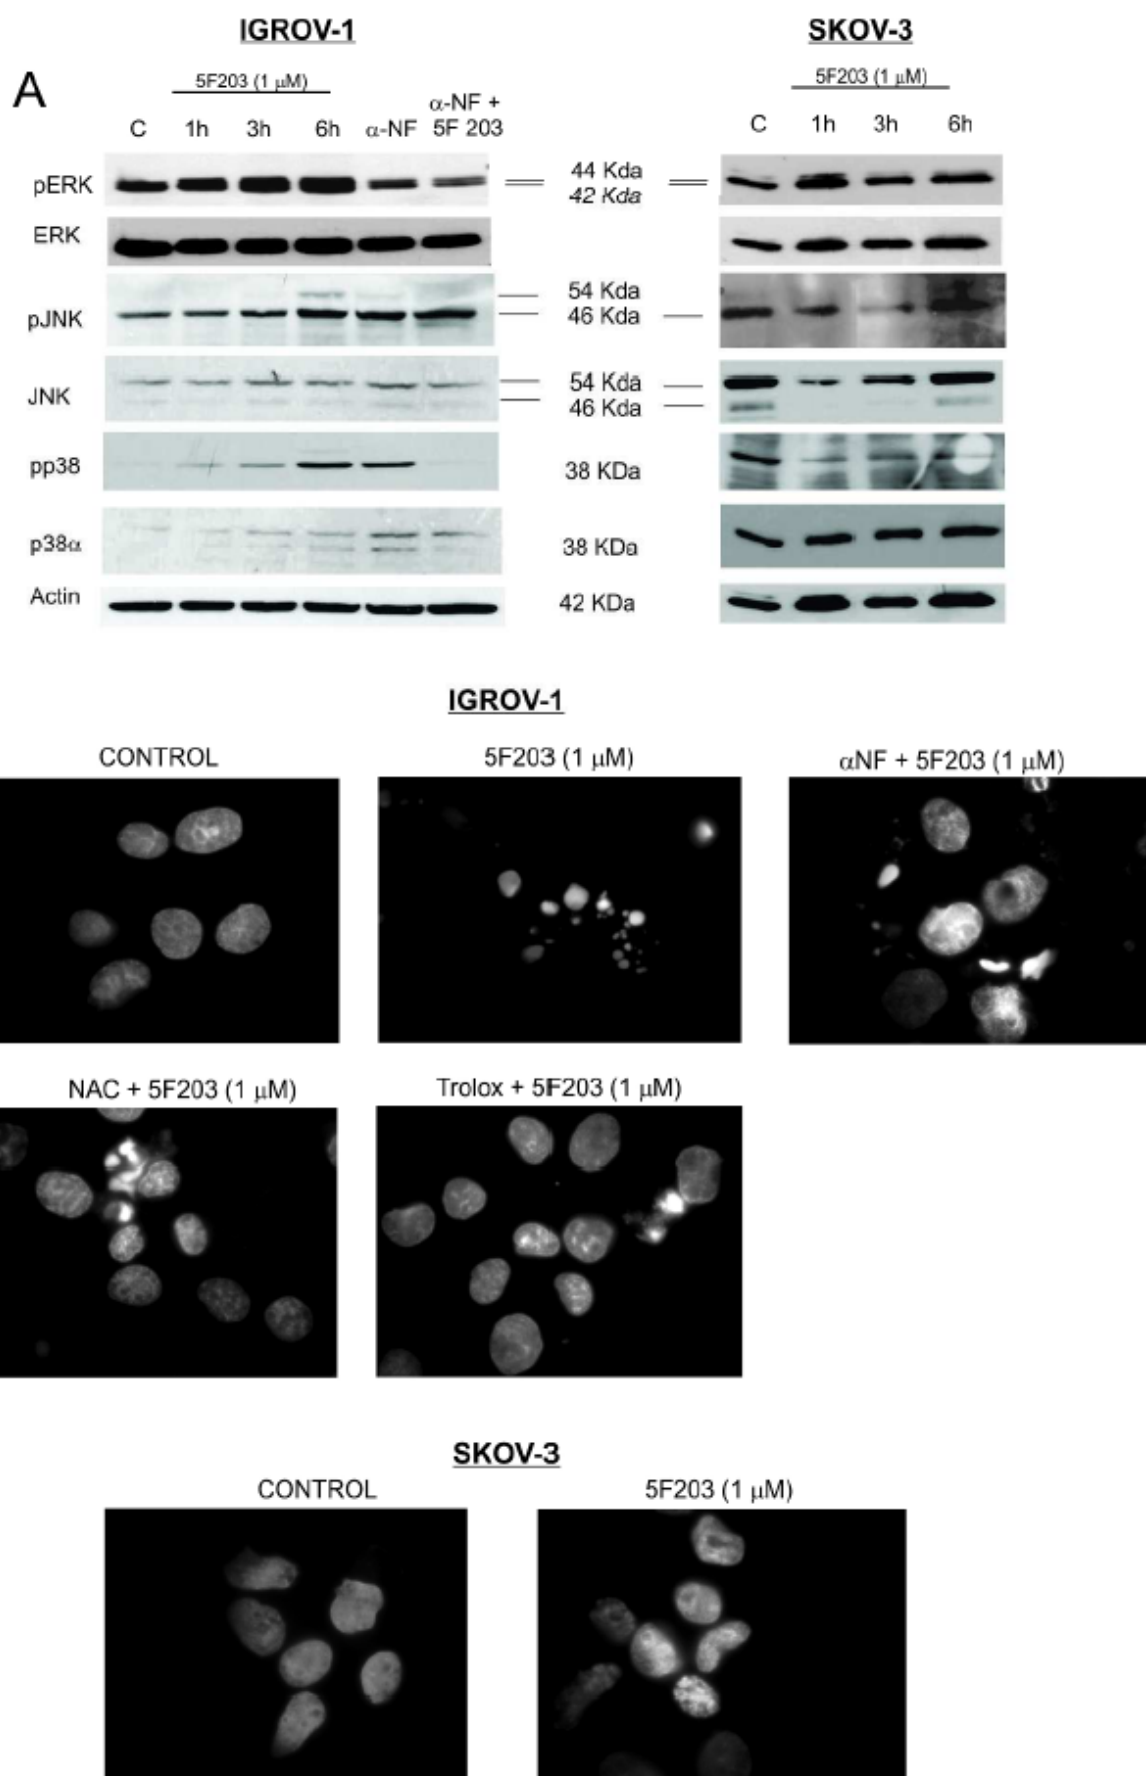 IGROV-1
SKOV-3
A
5F203 (1 μM)
5F203 (1 μM)
C 1h 3h 6h α-NF α-NF + 5F 203
C 1h 3h 6h
pERK
44 Kda
42 Kda
ERK
pJNK
54 Kda
46 Kda
JNK
54 Kda
46 Kda
pp38
38 KDa
p38α
38 KDa
Actin
42 KDa
IGROV-1
CONTROL
5F203 (1 μM)
αNF + 5F203 (1 μM)
NAC + 5F203 (1 μM)
Trolox + 5F203 (1 μM)
SKOV-3
CONTROL
5F203 (1 μM)